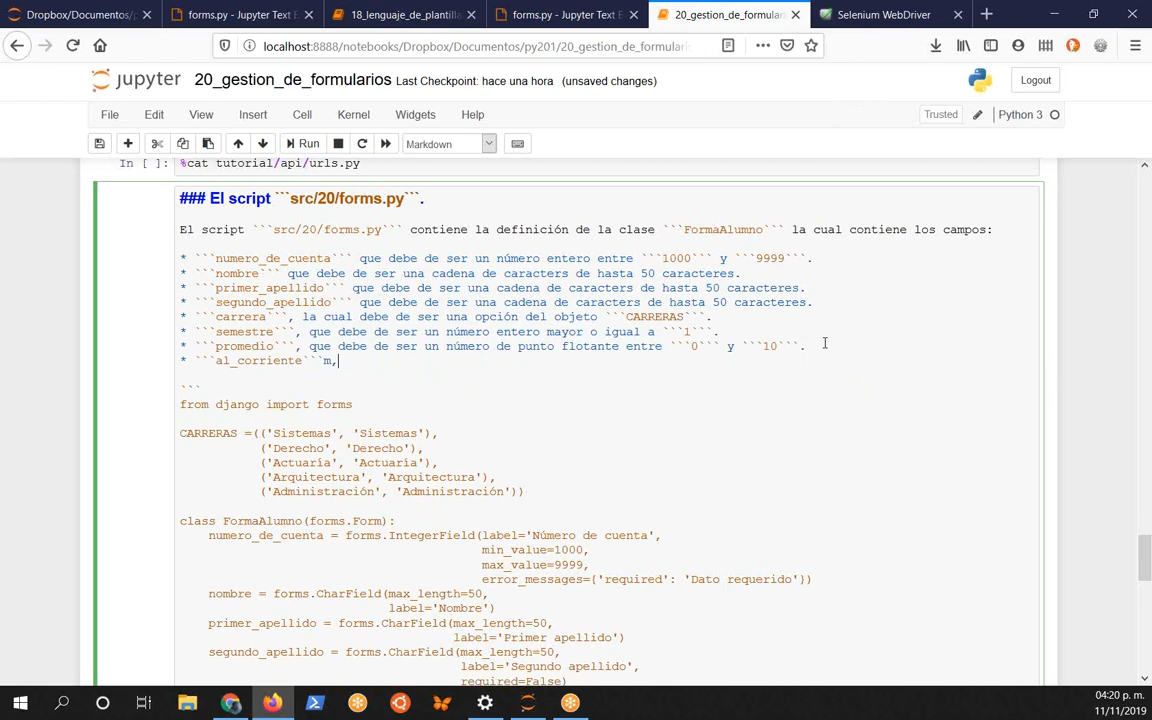 Dropbox/Documentos/
forms.py - Jupyter Text E
18_lenguaje_de_plantill
forms.py - Jupyter Text E
20_gestion_de_formular
Selenium WebDriver
localhost:8888/notebooks/Dropbox/Documentos/py201/20_gestion_de_formular
jupyter 20_gestion_de_formularios Last Checkpoint: hace una hora (unsaved changes)
Logout
File Edit View Insert Cell Kernel Widgets Help
Trusted
Python 3
Run
Markdown
In [ ]: %cat tutorial/api/urls.py
### El script ```src/20/forms.py```.
El script ```src/20/forms.py``` contiene la definición de la clase ```FormaAlumno``` la cual contiene los campos:
* ```numero_de_cuenta``` que debe de ser un número entero entre ```1000``` y ```9999```.
* ```nombre``` que debe de ser una cadena de caracters de hasta 50 caracteres.
* ```primer_apellido``` que debe de ser una cadena de caracters de hasta 50 caracteres.
* ```segundo_apellido``` que debe de ser una cadena de caracters de hasta 50 caracteres.
* ```carrera```, la cual debe de ser una opción del objeto ```CARRERAS```.
* ```semestre```, que debe de ser un número entero mayor o igual a ```1```.
* ```promedio```, que debe de ser un número de punto flotante entre ```0``` y ```10```.
* ```al_corriente```m,
```
from django import forms
CARRERAS =(('Sistemas', 'Sistemas'),
('Derecho', 'Derecho'),
('Actuaría', 'Actuaría'),
('Arquitectura', 'Arquitectura'),
('Administración', 'Administración'))
class FormaAlumno(forms.Form):
numero_de_cuenta = forms.IntegerField(label='Número de cuenta',
min_value=1000,
max_value=9999,
error_messages={'required': 'Dato requerido'})
nombre = forms.CharField(max_length=50,
label='Nombre')
primer_apellido = forms.CharField(max_length=50,
label='Primer apellido')
segundo_apellido = forms.CharField(max_length=50,
label='Segundo apellido',
required=False)
04:20 p. m.
11/11/2019